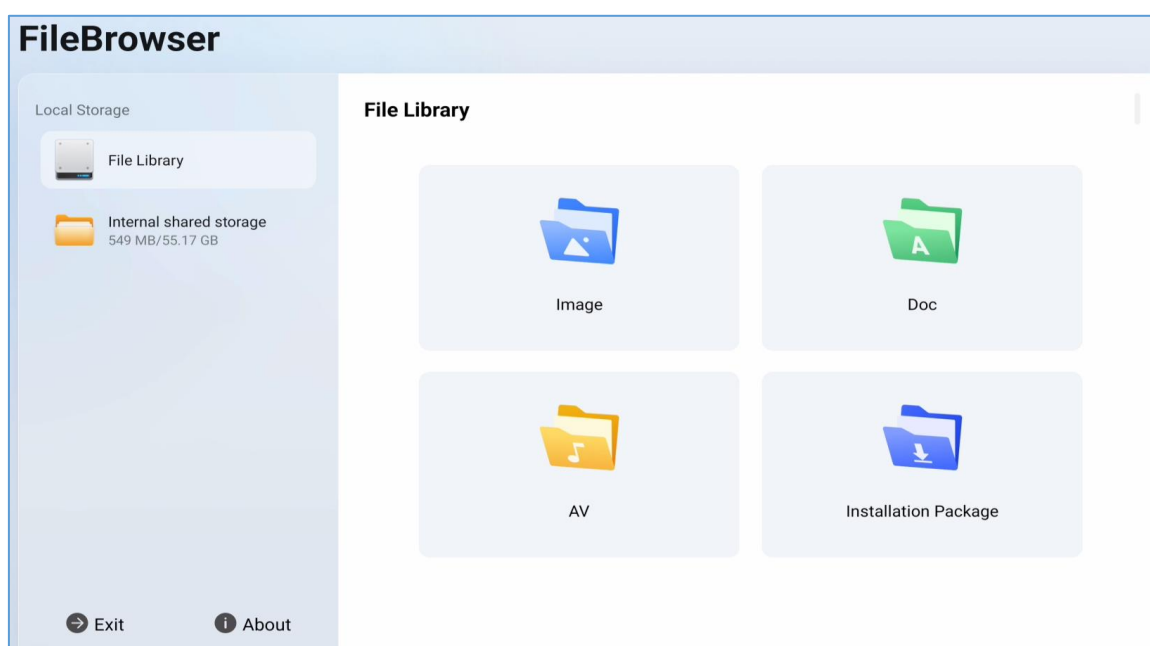 FileBrowser
Local Storage
File Library
Internal shared storage
549 MB/55.17 GB
Exit
About
File Library
Image
Doc
A
AV
Installation Package